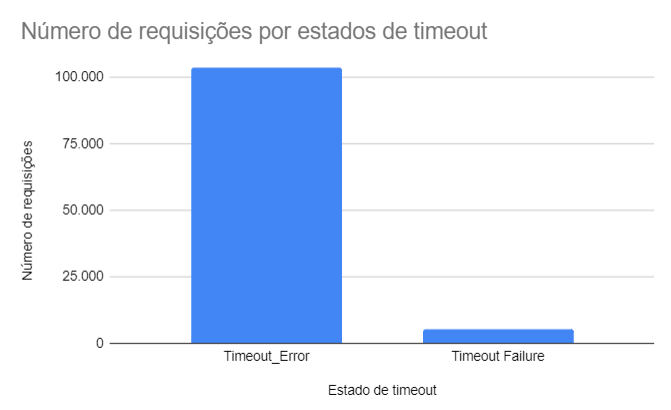 Número de requisições por estados de timeout
Número de requisições
100.000
75.000
50.000
25.000
0
Timeout_Error
Timeout Failure
Estado de timeout